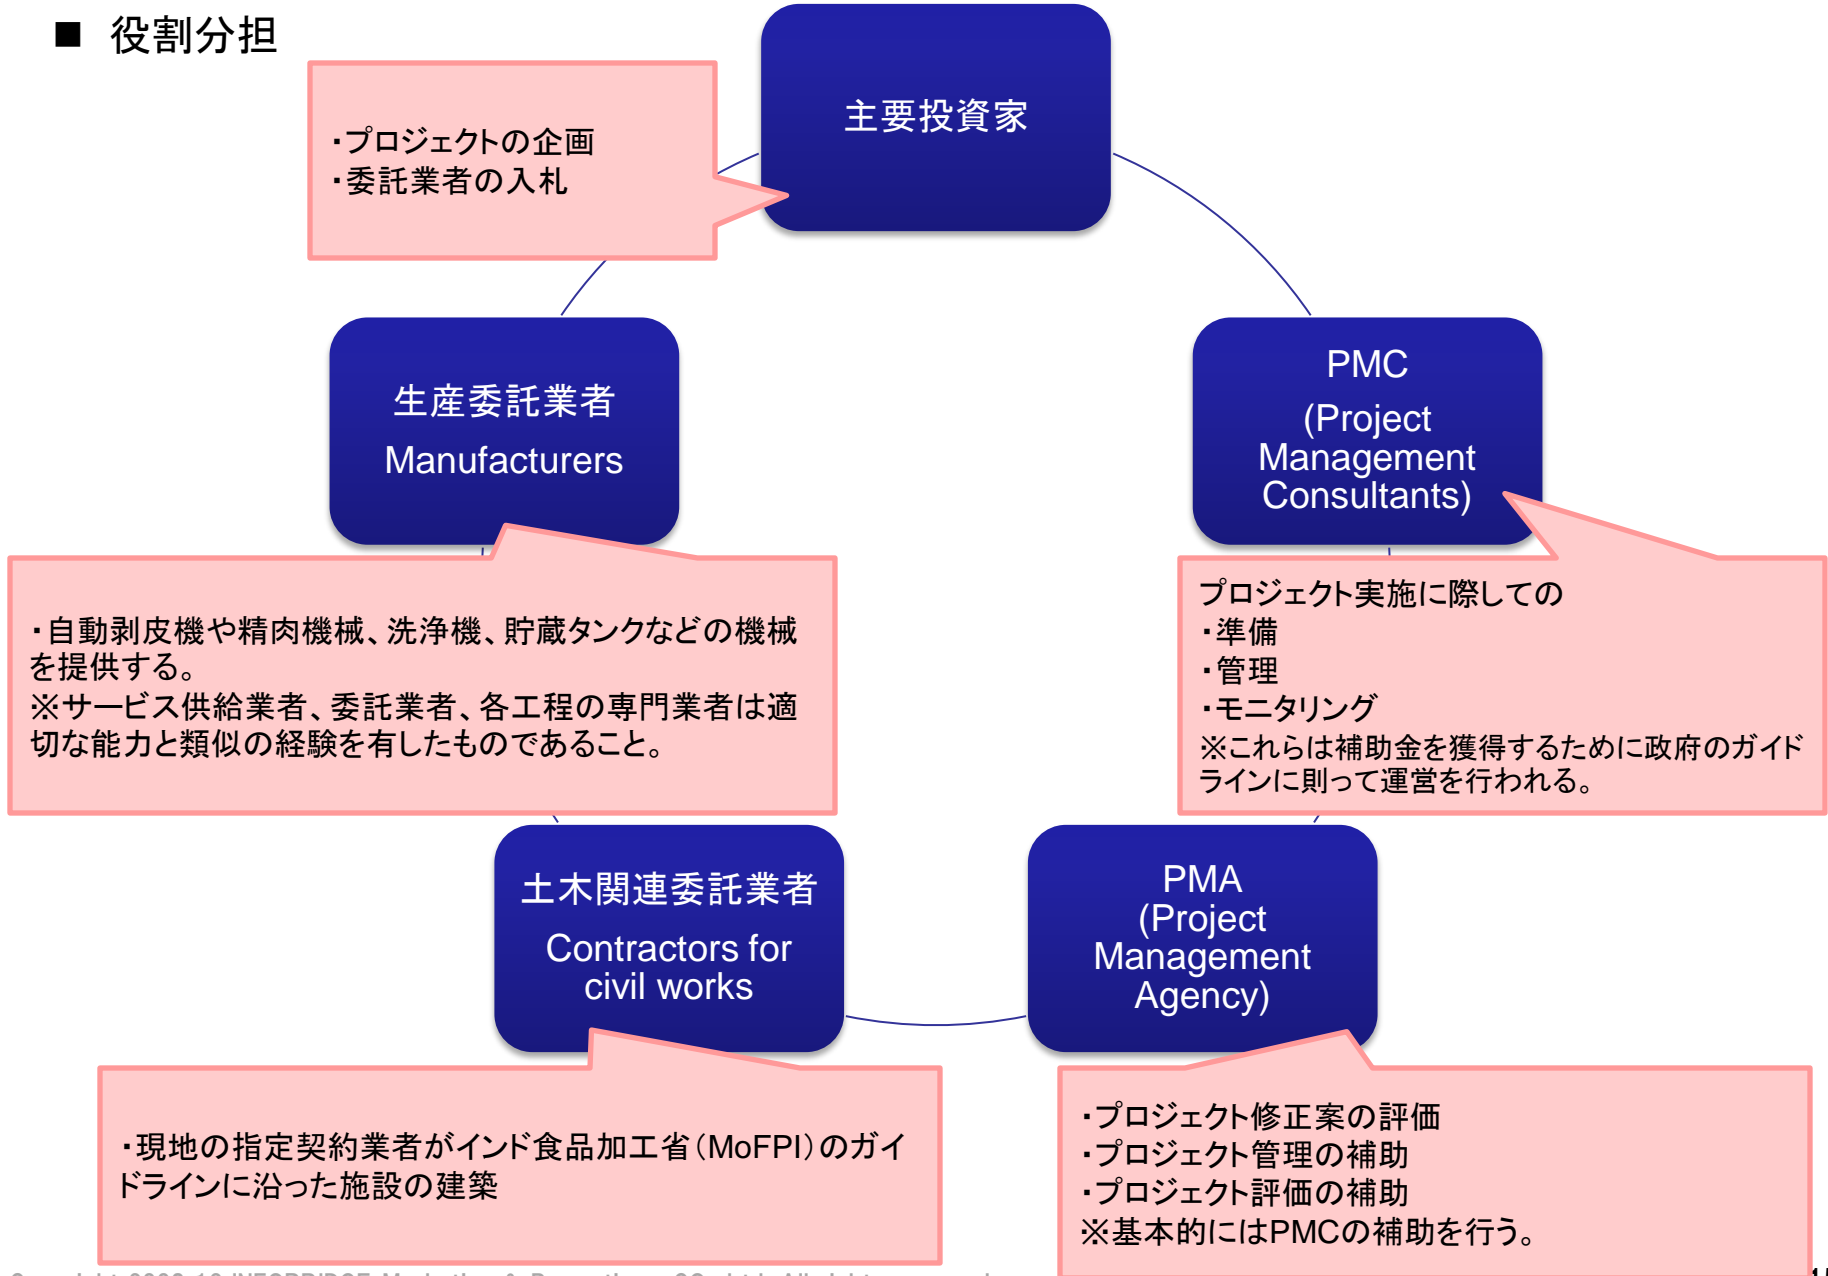 ■ 役割分担
主要投資家
・プロジェクトの企画
・委託業者の入札
生産委託業者
Manufacturers
PMC
(Project
Management
Consultants)
・自動剥皮機や精肉機械、洗浄機、貯蔵タンクなどの機械
を提供する。
※サービス供給業者、委託業者、各工程の専門業者は適
切な能力と類似の経験を有したものであること。
プロジェクト実施に際しての
・準備
・管理
・モニタリング
※これらは補助金を獲得するために政府のガイド
ラインに則って運営を行われる。
土木関連委託業者
Contractors for
civil works
PMA
(Project
Management
Agency)
・現地の指定契約業者がインド食品加工省（MoFPI）のガイ
ドラインに沿った施設の建築
・プロジェクト修正案の評価
・プロジェクト管理の補助
・プロジェクト評価の補助
※基本的にはPMCの補助を行う。